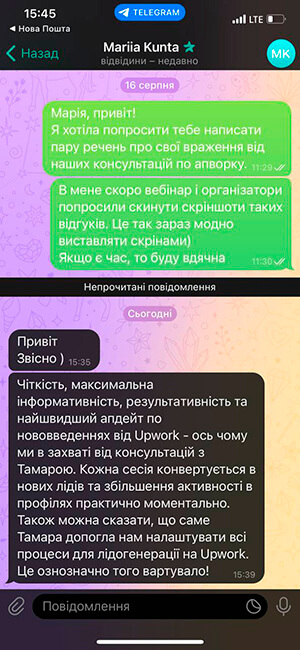 15:45
TELEGRAM
LTE
Нова Пошта
Назад
Mariia Kunta
відвідини – недавно
МК
16 серпня
Марія, привіт!
Я хотіла попросити тебе написати
пару речень про свої враження від
наших консультацій по апворку.
11:29
В мене скоро вебінар і організатори
попросили скинути скріншоти таких
відгуків. Це так зараз модно
виставляти скрінами)
Якщо є час, то буду вдячна
11:30
Непрочитані повідомлення
Сьогодні
Привіт
Звісно )
15:35
Чіткість, максимальна
інформативність, результативність та
найшвидший апдейт по
нововведеннях від Upwork - ось чому
ми в захваті від консультацій з
Тамарою. Кожна сесія конвертується в
нових лідів та збільшення активності в
профілях практично моментально.
Також можна сказати, що саме
Тамара допогла нам налаштувати всі
процеси для лідогенерації на Upwork.
Це ознозначно того вартувало!
15:39
Повідомлення